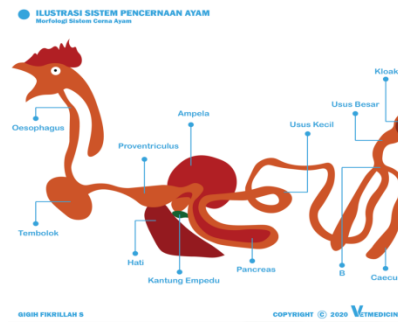 ILUSTRASI SISTEM PENCERNAAN AYAM
Morfologi Sistem Cerna Ayam
Kloak
Usus Besar
Ampela
Usus Kecil
Oesophagus
Proventriculus
Tembolok
Hati
Kantung Empedu
Pancreas
B
Caecu
GIGIH FIKRILLAH S
COPYRIGHT © 2020 VETMEDICIN